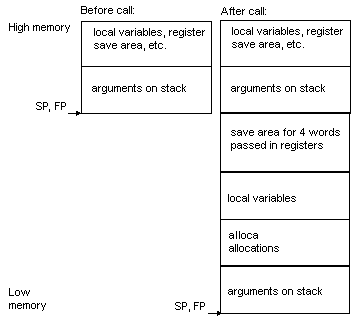 Before call:
After call:
High memory
local variables, register
save area, etc.
local variables, register
save area, etc.
arguments on stack
arguments on stack
SP, FP
save area for 4 words
passed in registers
local variables
alloca
allocations
Low
memory
arguments on stack
SP, FP